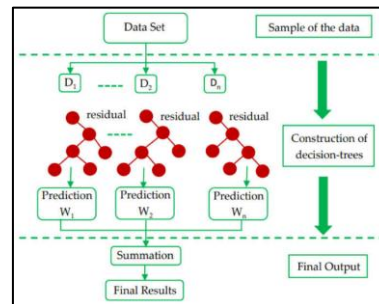 Data Set
Sample of the data
D1
D2
Dn
residual
residual
residual
Construction of
decision-trees
Prediction
W1
Prediction
W2
Prediction
Wn
Summation
Final Output
Final Results